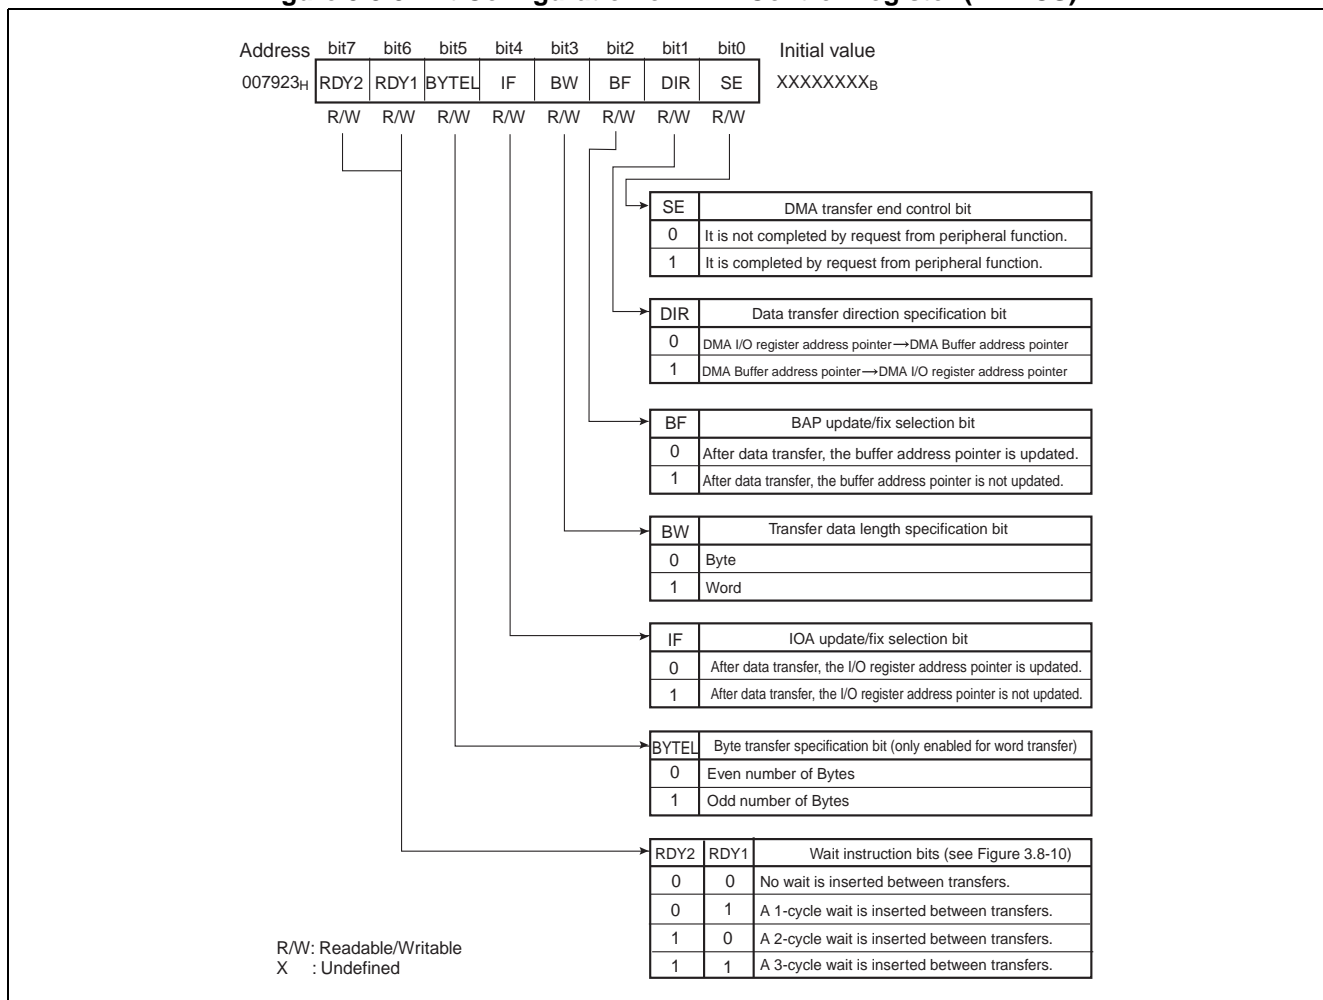 Address bit7 bit6 bit5 bit4 bit3 bit2 bit1 bit0 Initial value
007923H RDY2 RDY1 BYTEL IF BW BF DIR SE XXXXXXXXB
R/W R/W R/W R/W R/W R/W R/W R/W
SE DMA transfer end control bit
0 It is not completed by request from peripheral function.
1 It is completed by request from peripheral function.
DIR Data transfer direction specification bit
0 DMA I/O register address pointer→DMA Buffer address pointer
1 DMA Buffer address pointer→DMA I/O register address pointer
BF BAP update/fix selection bit
0 After data transfer, the buffer address pointer is updated.
1 After data transfer, the buffer address pointer is not updated.
BW Transfer data length specification bit
0 Byte
1 Word
IF IOA update/fix selection bit
0 After data transfer, the I/O register address pointer is updated.
1 After data transfer, the I/O register address pointer is not updated.
BYTEL Byte transfer specification bit (only enabled for word transfer)
0 Even number of Bytes
1 Odd number of Bytes
RDY2 RDY1 Wait instruction bits (see Figure 3.8-10)
0 0 No wait is inserted between transfers.
0 1 A 1-cycle wait is inserted between transfers.
1 0 A 2-cycle wait is inserted between transfers.
1 1 A 3-cycle wait is inserted between transfers.
R/W: Readable/Writable
X : Undefined